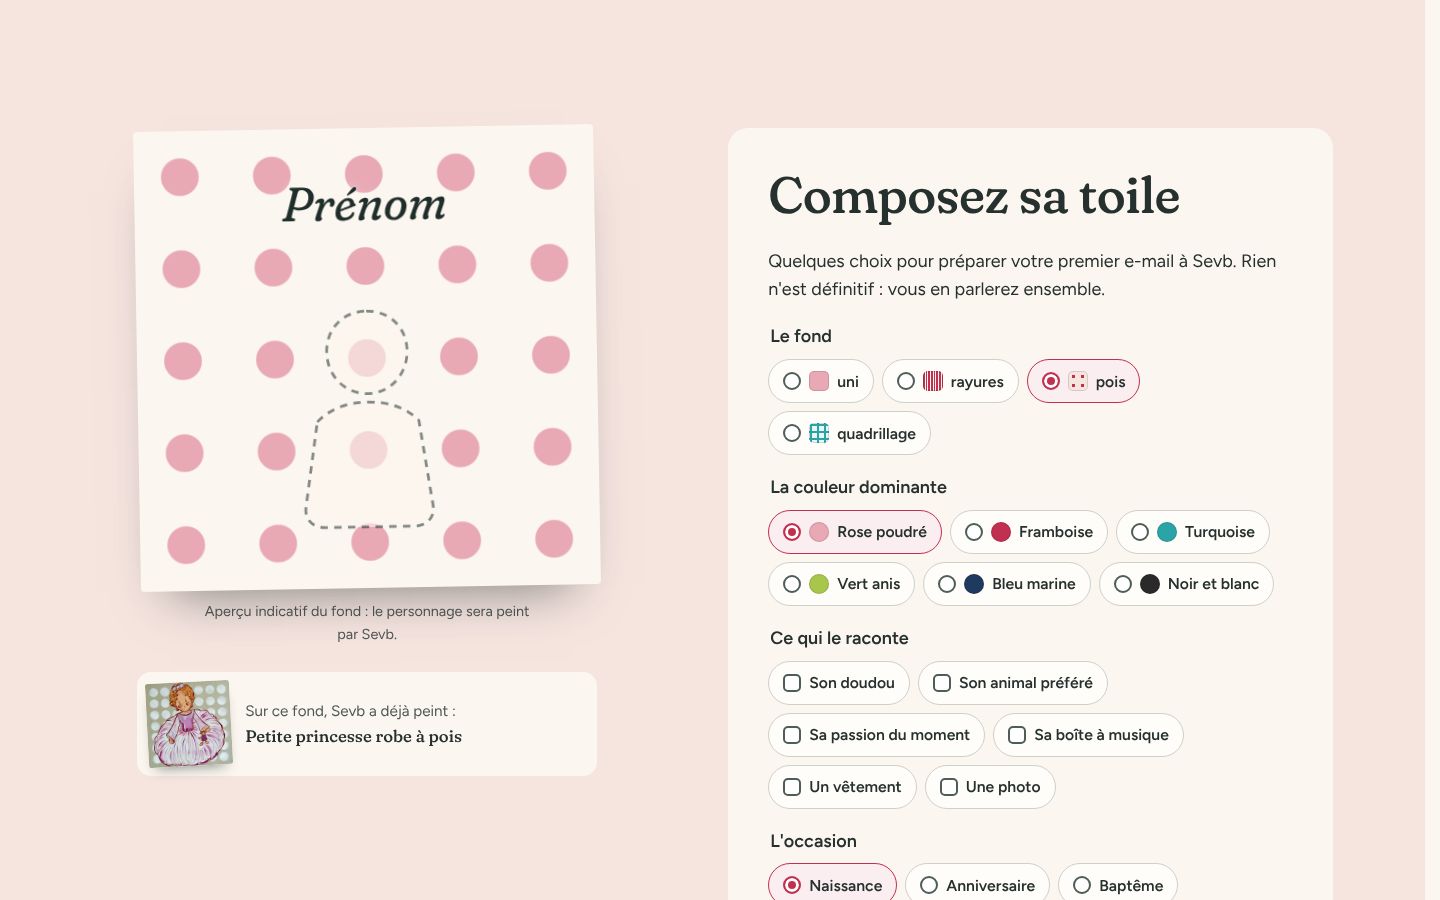 Prénom
Aperçu indicatif du fond : le personnage sera peint
par Sevb.
Sur ce fond, Sevb a déjà peint :
Petite princesse robe à pois
Composez sa toile
Quelques choix pour préparer votre premier e-mail à Sevb. Rien
n'est définitif : vous en parlerez ensemble.
Le fond
uni rayures pois
quadrillage
La couleur dominante
Rose poudré Framboise Turquoise
Vert anis Bleu marine Noir et blanc
Ce qui le raconte
Son doudou Son animal préféré
Sa passion du moment Sa boîte à musique
Un vêtement Une photo
L'occasion
Naissance Anniversaire Baptême